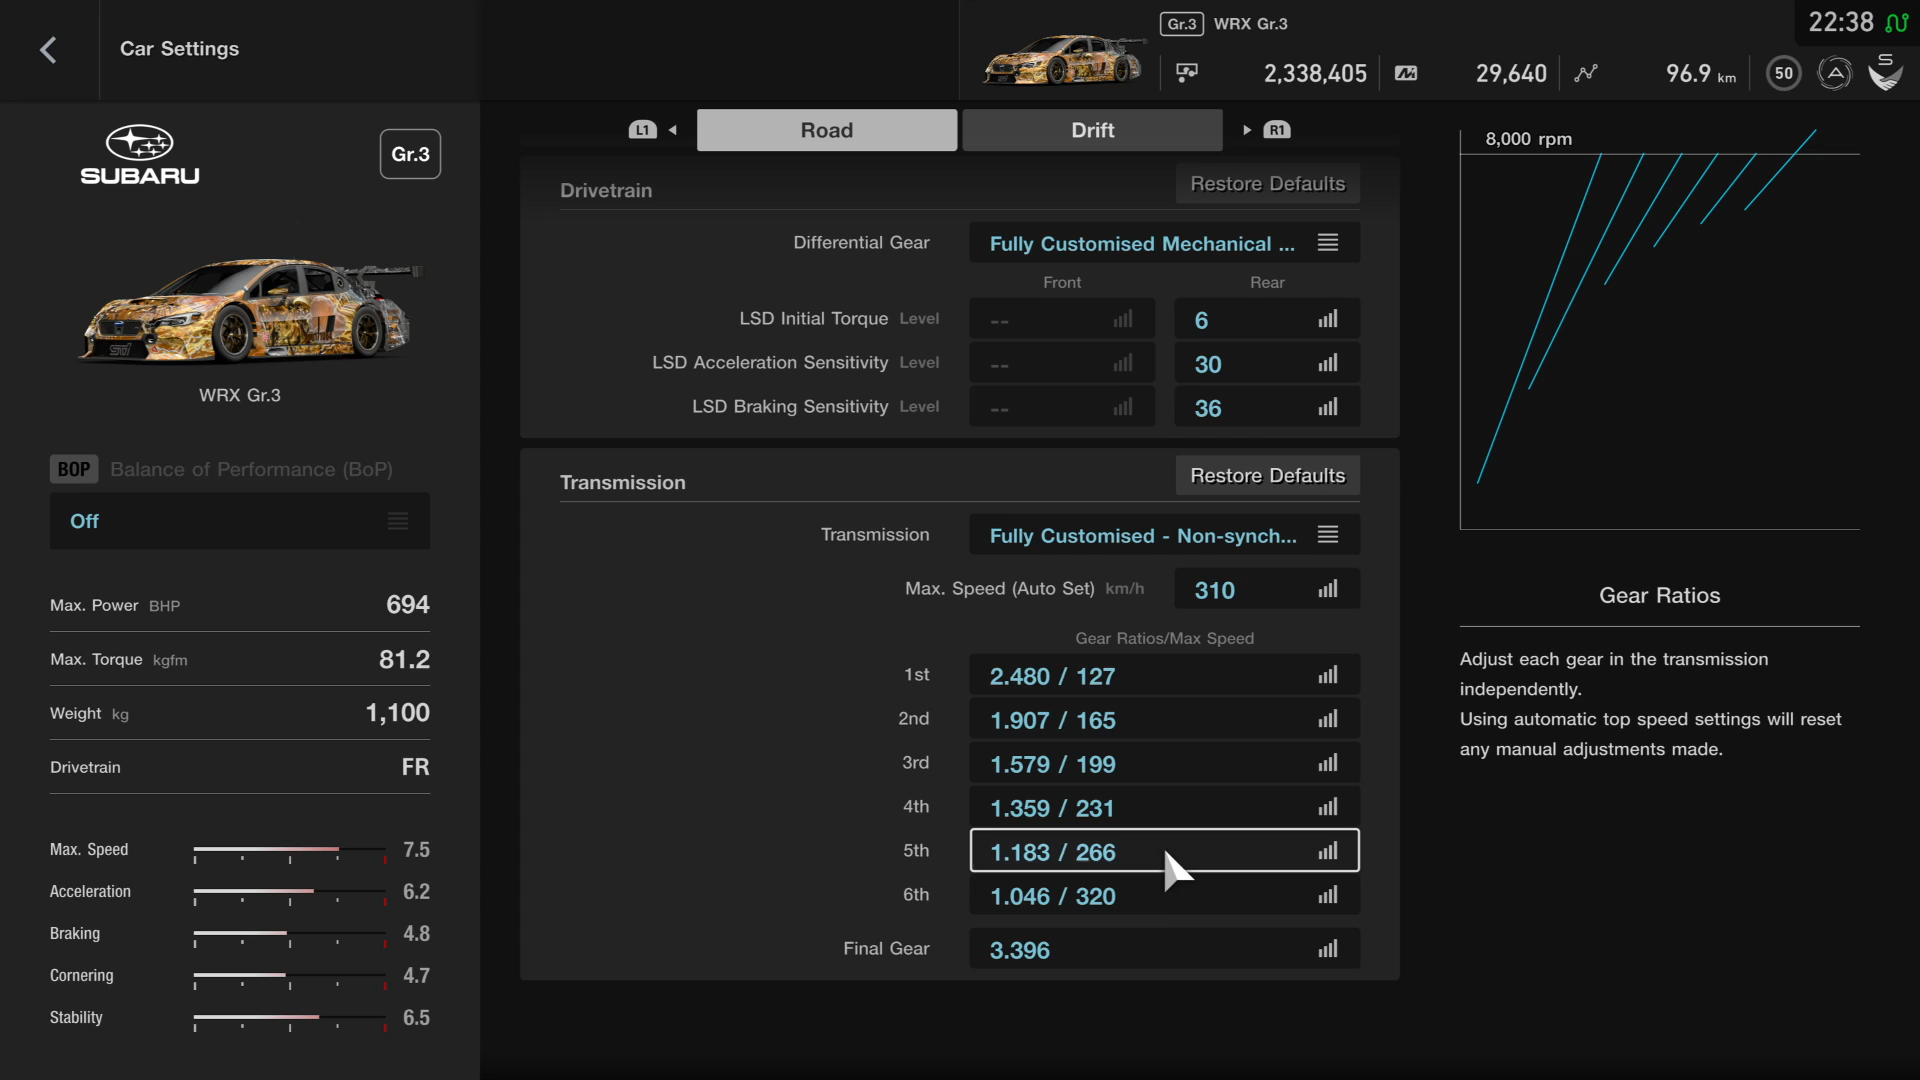 Car Settings
Gr.3 WRX Gr.3
22:38
2,338,405
29,640
96.9 km
50
S
SUBARU
Gr.3
STI
WRX Gr.3
BOP Balance of Performance (BoP)
Off
Max. Power BHP 694
Max. Torque kgfm 81.2
Weight kg 1,100
Drivetrain FR
Max. Speed 7.5
Acceleration 6.2
Braking 4.8
Cornering 4.7
Stability 6.5
L1 Road Drift R1
Drivetrain Restore Defaults
Differential Gear Fully Customised Mechanical ...
Front Rear
LSD Initial Torque Level -- 6
LSD Acceleration Sensitivity Level -- 30
LSD Braking Sensitivity Level -- 36
Transmission Restore Defaults
Transmission Fully Customised - Non-synch...
Max. Speed (Auto Set) km/h 310
Gear Ratios/Max Speed
1st 2.480 / 127
2nd 1.907 / 165
3rd 1.579 / 199
4th 1.359 / 231
5th 1.183 / 266
6th 1.046 / 320
Final Gear 3.396
8,000 rpm
Gear Ratios
Adjust each gear in the transmission
independently.
Using automatic top speed settings will reset
any manual adjustments made.